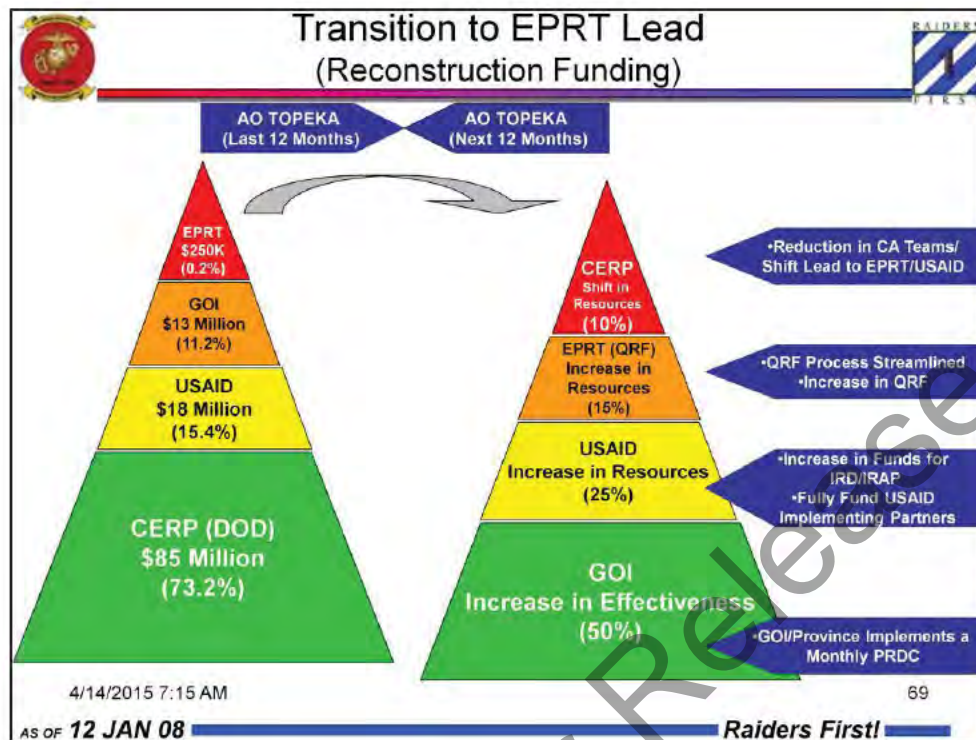 Transition to EPRT Lead
(Reconstruction Funding)
RAIDERS
1
FIRST
AO TOPEKA
(Last 12 Months)
AO TOPEKA
(Next 12 Months)
EPRT
$250K
(0.2%)
GOI
$13 Million
(11.2%)
USAID
$18 Million
(15.4%)
CERP (DOD)
$85 Million
(73.2%)
CERP
Shift in
Resources
(10%)
EPRT (QRF)
Increase in
Resources
(15%)
USAID
Increase in Resources
(25%)
GOI
Increase in Effectiveness
(50%)
•Reduction in CA Teams/
Shift Lead to EPRT/USAID
•QRF Process Streamlined
•Increase in QRF
•Increase in Funds for
IRD/IRAP
•Fully Fund USAID
Implementing Partners
•GOI/Province Implements a
Monthly PRDC
Release
4/14/2015 7:15 AM
69
AS OF 12 JAN 08
Raiders First!